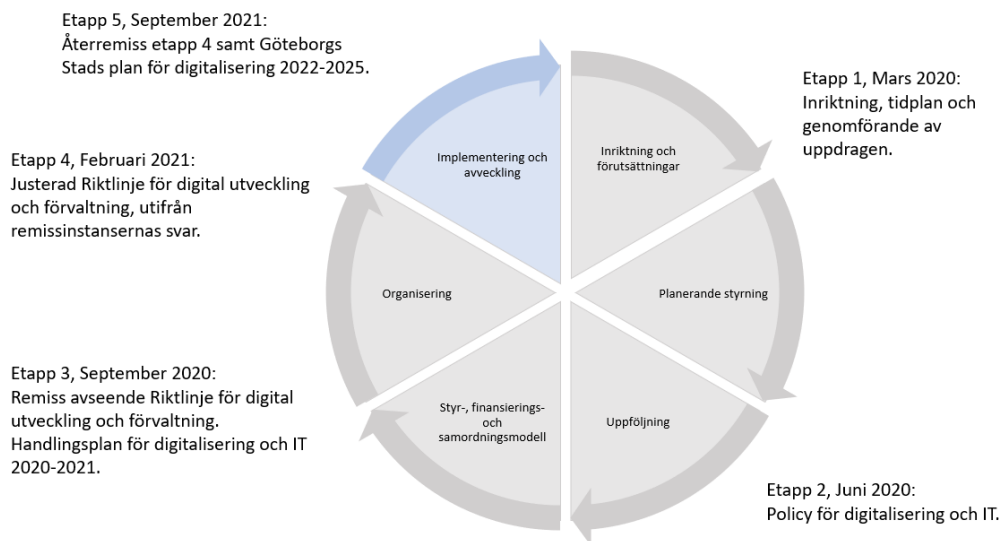 Etapp 5, September 2021:
Återremiss etapp 4 samt Göteborgs
Stads plan för digitalisering 2022-2025.
Etapp 1, Mars 2020:
Inriktning, tidplan och
genomförande av
uppdragen.
Implementering och
avveckling
Inriktning och
förutsättningar
Etapp 4, Februari 2021:
Justerad Riktlinje för digital utveckling
och förvaltning, utifrån
remissinstansernas svar.
Organisering
Planerande styrning
Etapp 3, September 2020:
Remiss avseende Riktlinje för digital
utveckling och förvaltning.
Handlingsplan för digitalisering och IT
2020-2021.
Styr-, finansierings-
och
samordningsmodell
Uppföljning
Etapp 2, Juni 2020:
Policy för digitalisering och IT.